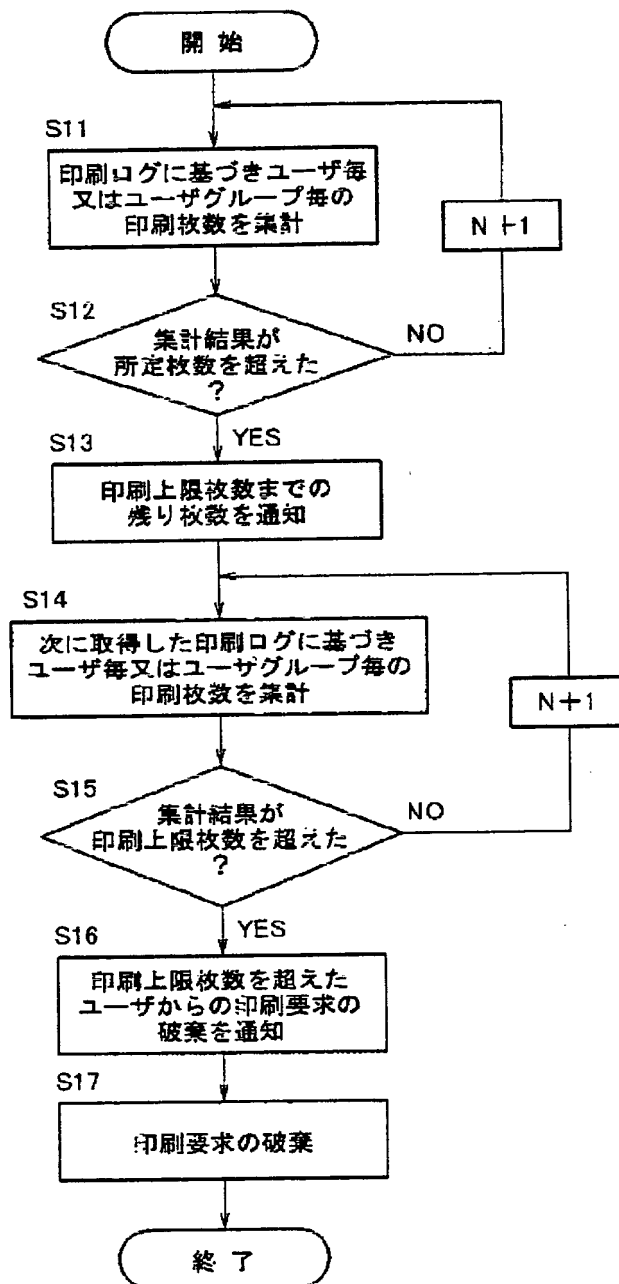 開始
S11
印刷ログに基づきユーザ毎
又はユーザグループ毎の
印刷枚数を集計
N+1
S12
集計結果が
所定枚数を超えた
?
NO
YES
S13
印刷上限枚数までの
残り枚数を通知
S14
次に取得した印刷ログに基づき
ユーザ毎又はユーザグループ毎の
印刷枚数を集計
N+1
S15
集計結果が
印刷上限枚数を超えた
?
NO
YES
S16
印刷上限枚数を超えた
ユーザからの印刷要求の
破棄を通知
S17
印刷要求の破棄
終了